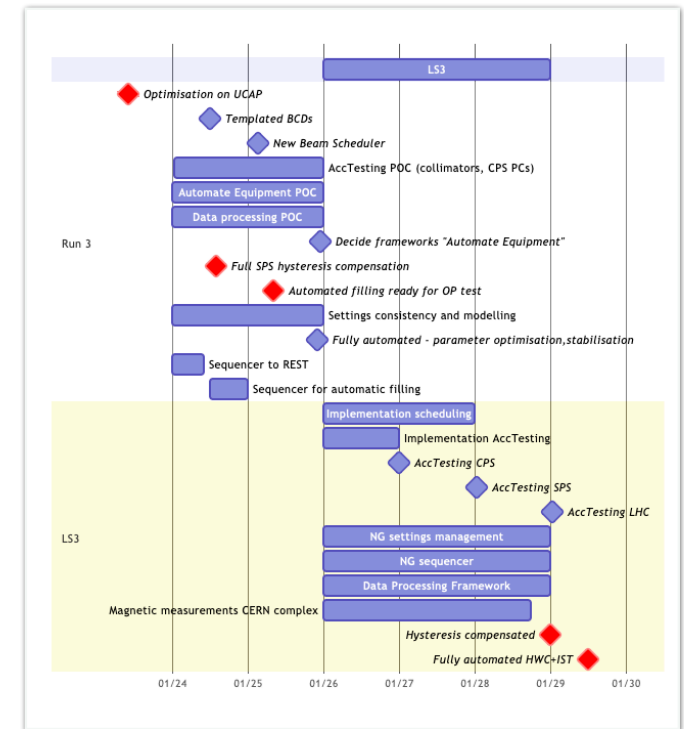 LS3
Optimisation on UCAP
Templated BCDs
New Beam Scheduler
AccTesting POC (collimators, CPS PCs)
Automate Equipment POC
Data processing POC
Decide frameworks "Automate Equipment"
Run 3
Full SPS hysteresis compensation
Automated filling ready for OP test
Settings consistency and modelling
Fully automated - parameter optimisation,stabilisation
Sequencer to REST
Sequencer for automatic filling
Implementation scheduling
Implementation AccTesting
AccTesting CPS
AccTesting SPS
AccTesting LHC
NG settings management
LS3
NG sequencer
Data Processing Framework
Magnetic measurements CERN complex
Hysteresis compensated
Fully automated HWC+IST
01/24 01/25 01/26 01/27 01/28 01/29 01/30